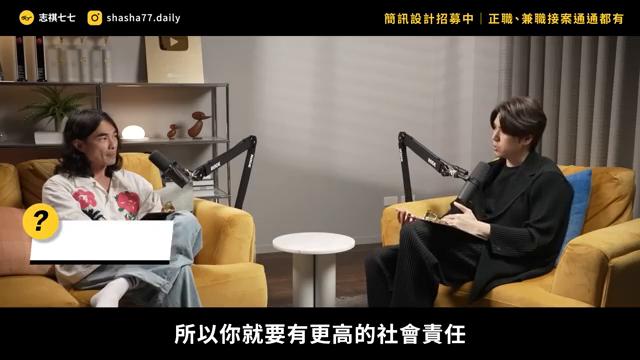 志祺七七
shasha77.daily
簡訊設計招募中｜正職、兼職接案通通都有
?
所以你就要有更高的社會責任